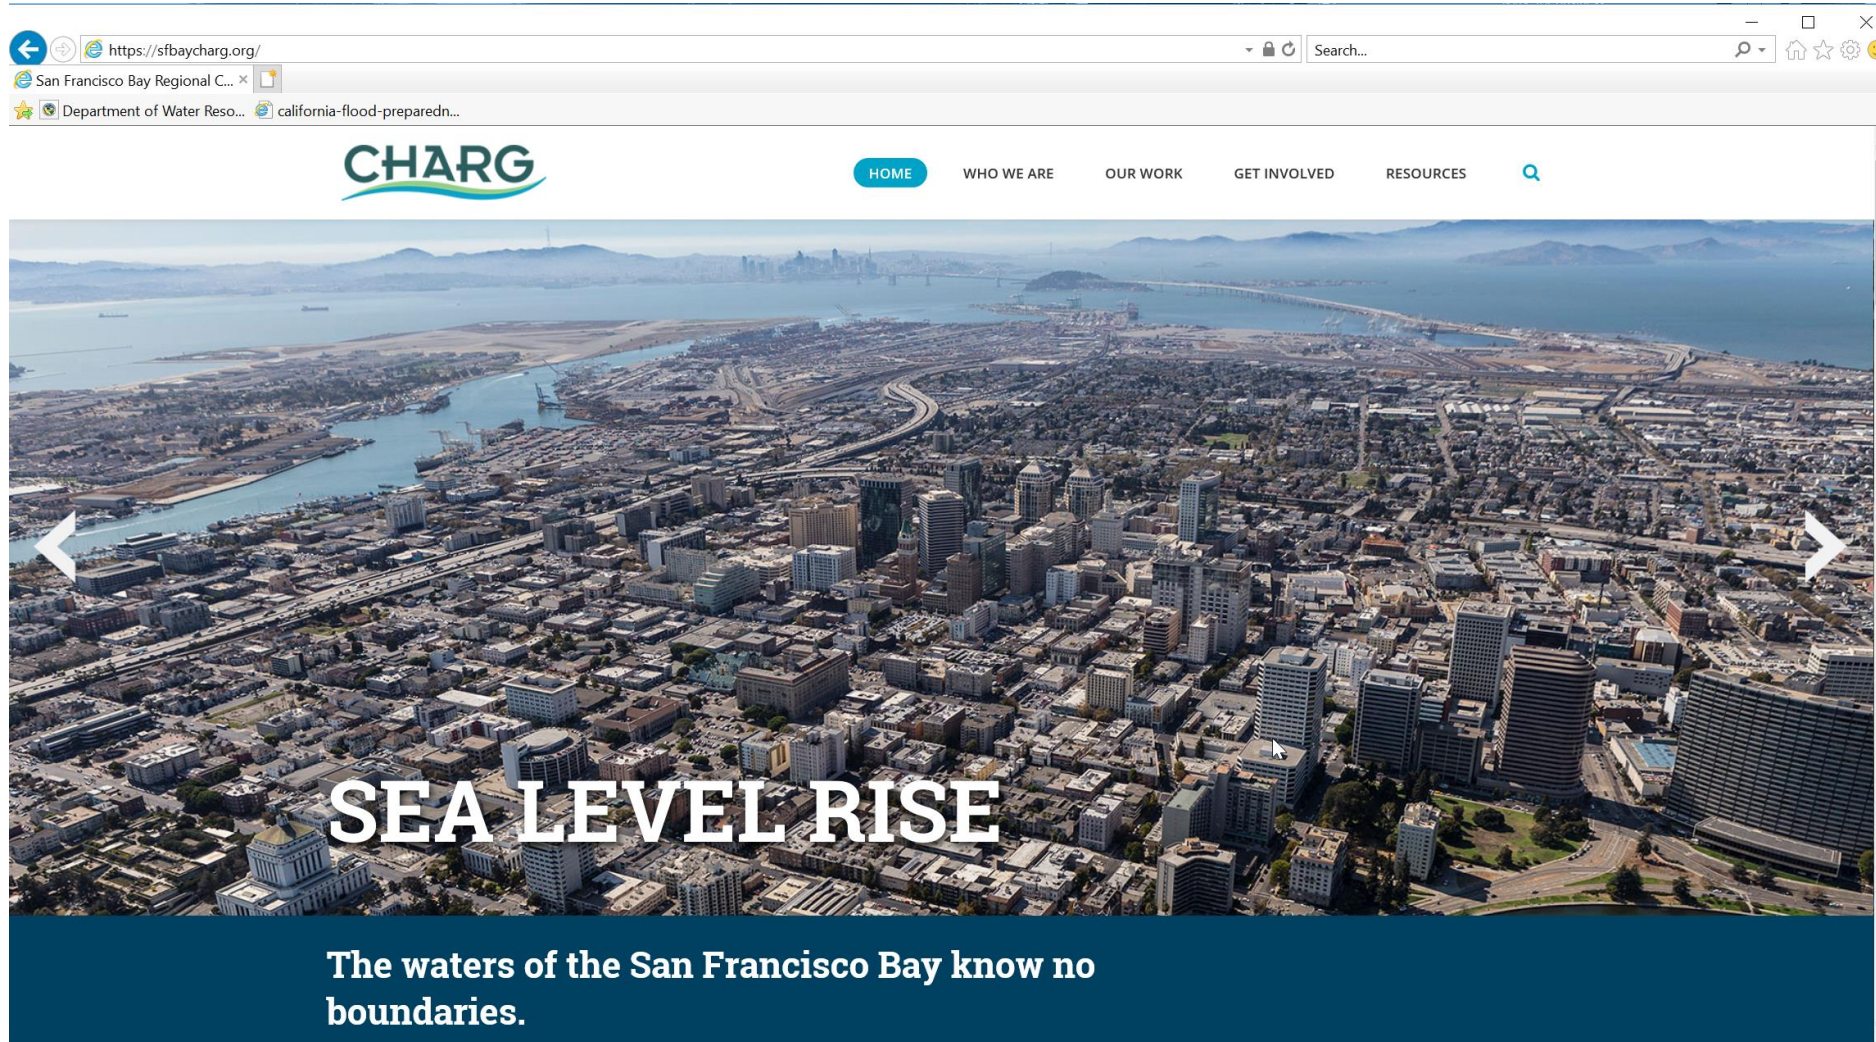 https://sfbaycharg.org/
Search...
San Francisco Bay Regional C...
Department of Water Reso...
california-flood-preparedn...
CHARG
HOME
WHO WE ARE
OUR WORK
GET INVOLVED
RESOURCES
SEA LEVEL RISE
The waters of the San Francisco Bay know no
boundaries.